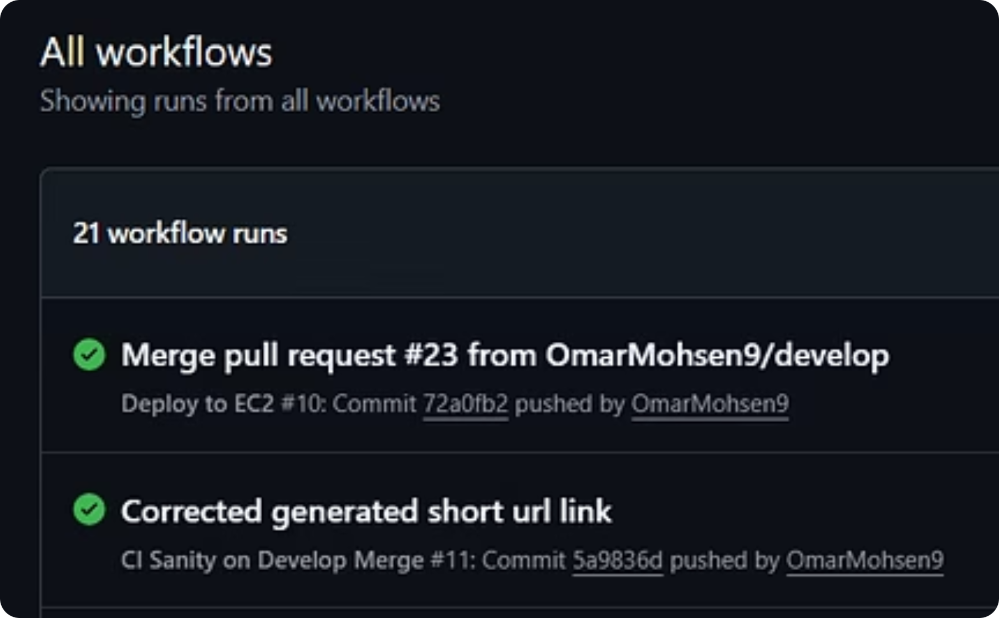 All workflows
Showing runs from all workflows
21 workflow runs
Merge pull request #23 from OmarMohsen9/develop
Deploy to EC2 #10: Commit 72a0fb2 pushed by OmarMohsen9
Corrected generated short url link
CI Sanity on Develop Merge #11: Commit 5a9836d pushed by OmarMohsen9